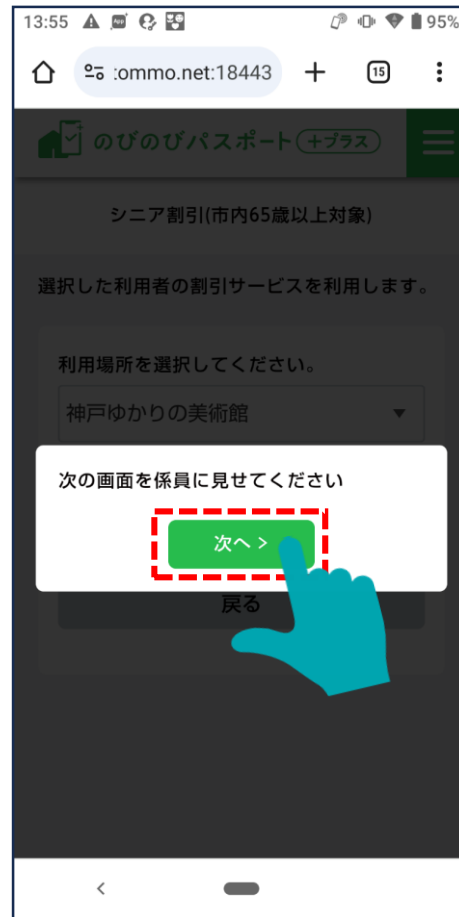 13:55 95%
:ommo.net:18443 15
のびのびパスポート +プラス
シニア割引(市内65歳以上対象)
選択した利用者の割引サービスを利用します。
利用場所を選択してください。
神戸ゆかりの美術館
次の画面を係員に見せてください
次へ >
戻る